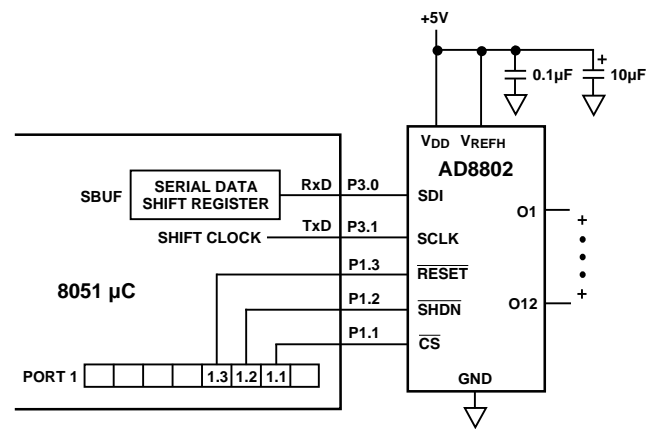 +5V
+
0.1µF
10µF
VDD VREFH
AD8802
SBUF
SERIAL DATA
SHIFT REGISTER
RxD P3.0
SDI
O1
SHIFT CLOCK
TxD P3.1
SCLK
+
P1.3
RESET
8051 µC
P1.2
SHDN
O12
+
P1.1
CS
PORT 1
1.3 1.2 1.1
GND